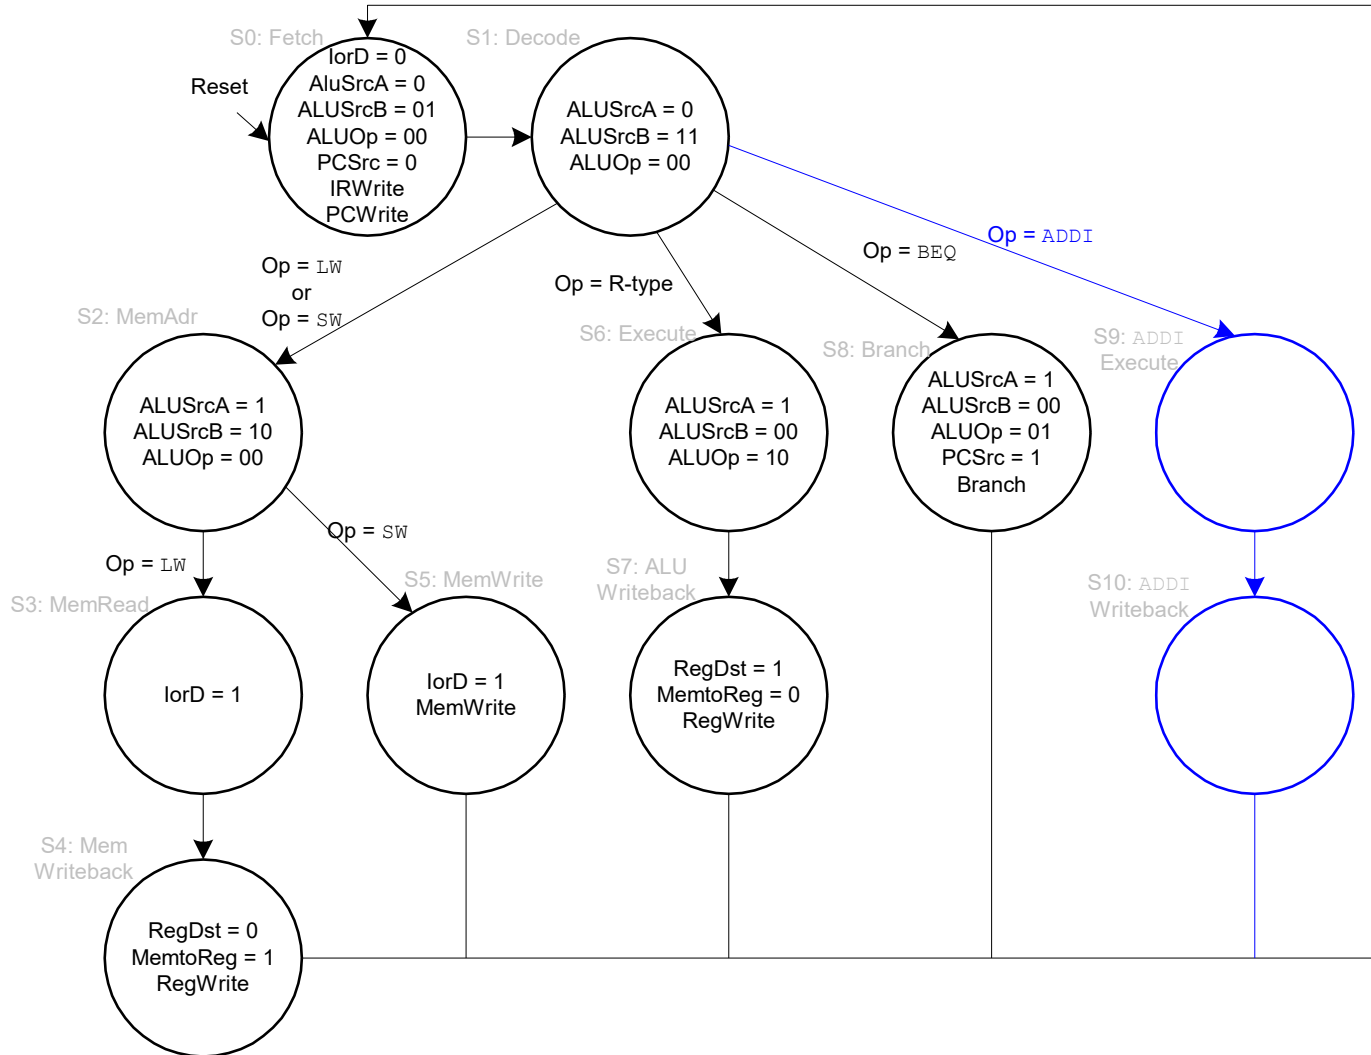 S0: Fetch
S1: Decode
Reset
IorD = 0
AluSrcA = 0
ALUSrcB = 01
ALUOp = 00
PCSrc = 0
IRWrite
PCWrite
ALUSrcA = 0
ALUSrcB = 11
ALUOp = 00
Op = LW
or
Op = SW
Op = R-type
Op = BEQ
Op = ADDI
S2: MemAdr
ALUSrcA = 1
ALUSrcB = 10
ALUOp = 00
S6: Execute
ALUSrcA = 1
ALUSrcB = 00
ALUOp = 10
S8: Branch
ALUSrcA = 1
ALUSrcB = 00
ALUOp = 01
PCSrc = 1
Branch
S9: ADDI
Execute
Op = LW
Op = SW
S3: MemRead
IorD = 1
S5: MemWrite
IorD = 1
MemWrite
S7: ALU
Writeback
RegDst = 1
MemtoReg = 0
RegWrite
S10: ADDI
Writeback
S4: Mem
Writeback
RegDst = 0
MemtoReg = 1
RegWrite